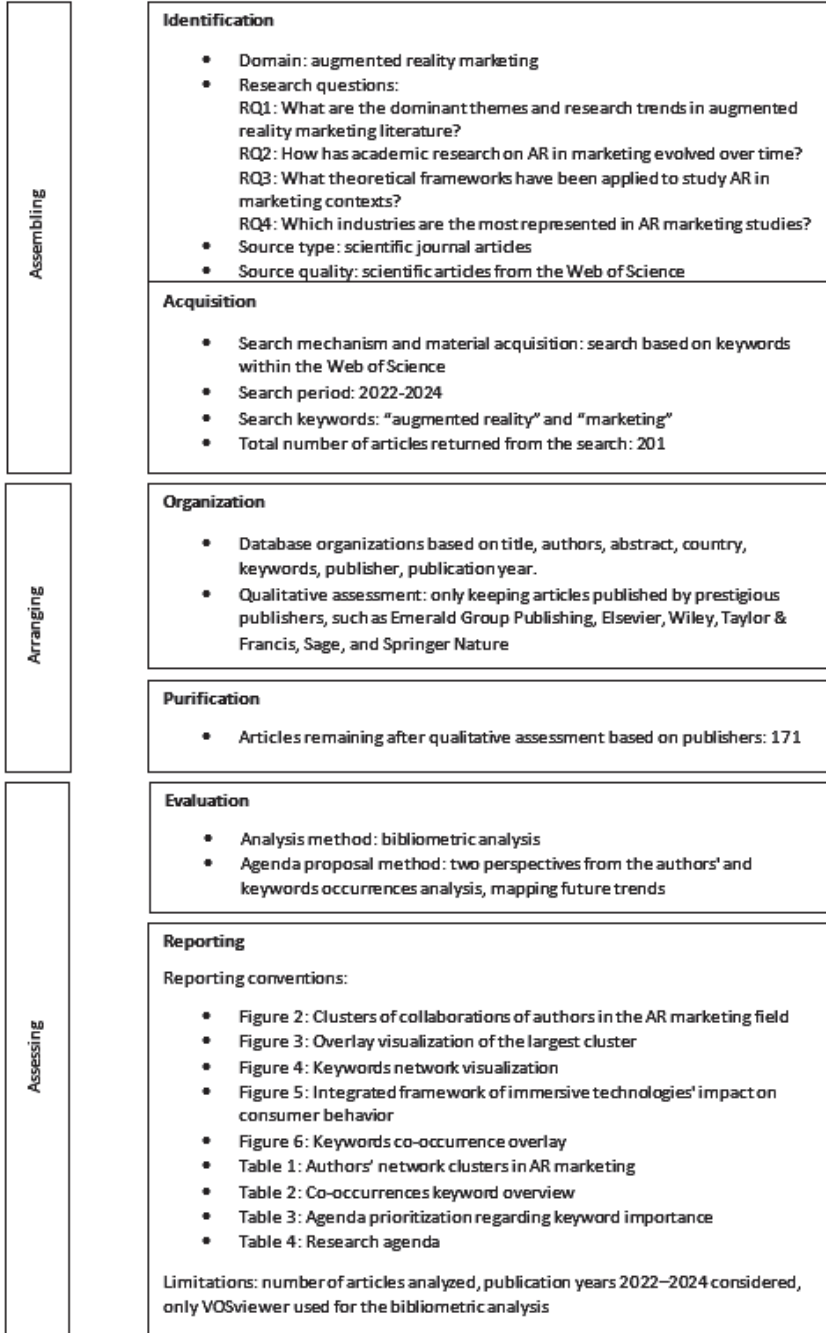 Assembling
Identification
• Domain: augmented reality marketing
• Research questions:
RQ1: What are the dominant themes and research trends in augmented
reality marketing literature?
RQ2: How has academic research on AR in marketing evolved over time?
RQ3: What theoretical frameworks have been applied to study AR in
marketing contexts?
RQ4: Which industries are the most represented in AR marketing studies?
• Source type: scientific journal articles
• Source quality: scientific articles from the Web of Science
Acquisition
• Search mechanism and material acquisition: search based on keywords
within the Web of Science
• Search period: 2022-2024
• Search keywords: “augmented reality” and “marketing”
• Total number of articles returned from the search: 201
Arranging
Organization
• Database organizations based on title, authors, abstract, country,
keywords, publisher, publication year.
• Qualitative assessment: only keeping articles published by prestigious
publishers, such as Emerald Group Publishing, Elsevier, Wiley, Taylor &
Francis, Sage, and Springer Nature
Purification
• Articles remaining after qualitative assessment based on publishers: 171
Assessing
Evaluation
• Analysis method: bibliometric analysis
• Agenda proposal method: two perspectives from the authors' and
keywords occurrences analysis, mapping future trends
Reporting
Reporting conventions:
• Figure 2: Clusters of collaborations of authors in the AR marketing field
• Figure 3: Overlay visualization of the largest cluster
• Figure 4: Keywords network visualization
• Figure 5: Integrated framework of immersive technologies' impact on
consumer behavior
• Figure 6: Keywords co-occurrence overlay
• Table 1: Authors’ network clusters in AR marketing
• Table 2: Co-occurrences keyword overview
• Table 3: Agenda prioritization regarding keyword importance
• Table 4: Research agenda
Limitations: number of articles analyzed, publication years 2022–2024 considered,
only VOSviewer used for the bibliometric analysis